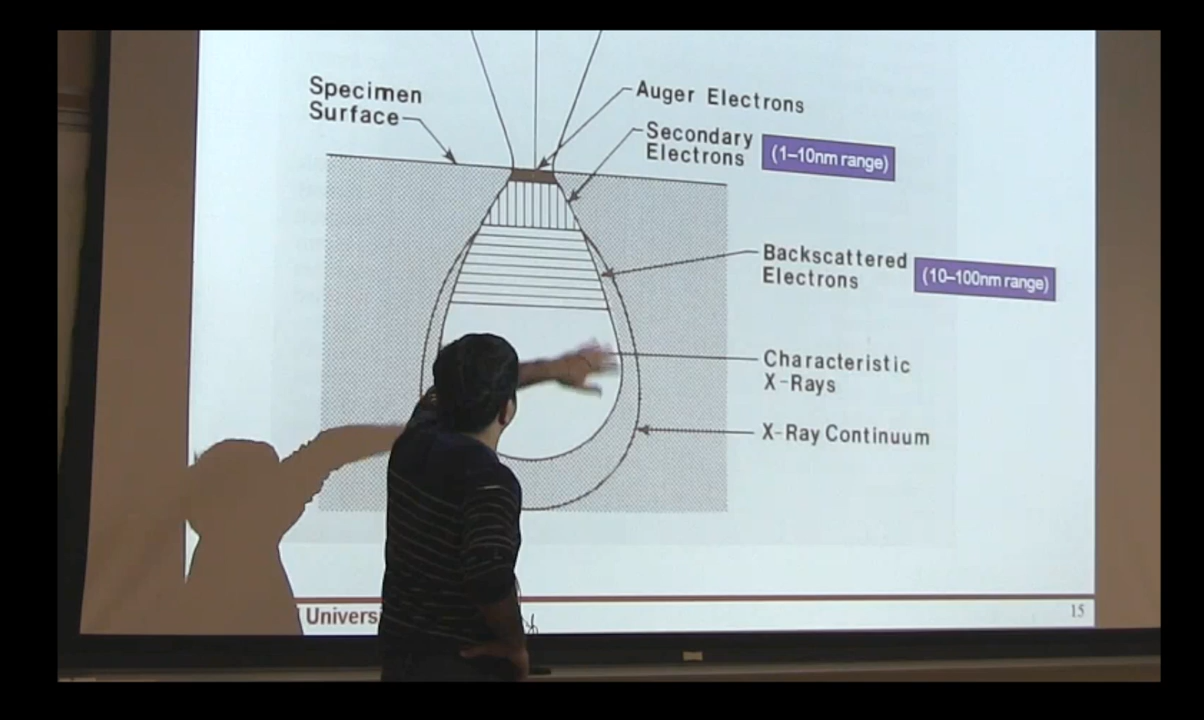 Specimen
Surface
Auger Electrons
Secondary
Electrons
(1–10nm range)
Backscattered
Electrons
(10–100nm range)
Characteristic
X-Rays
X-Ray Continuum
15